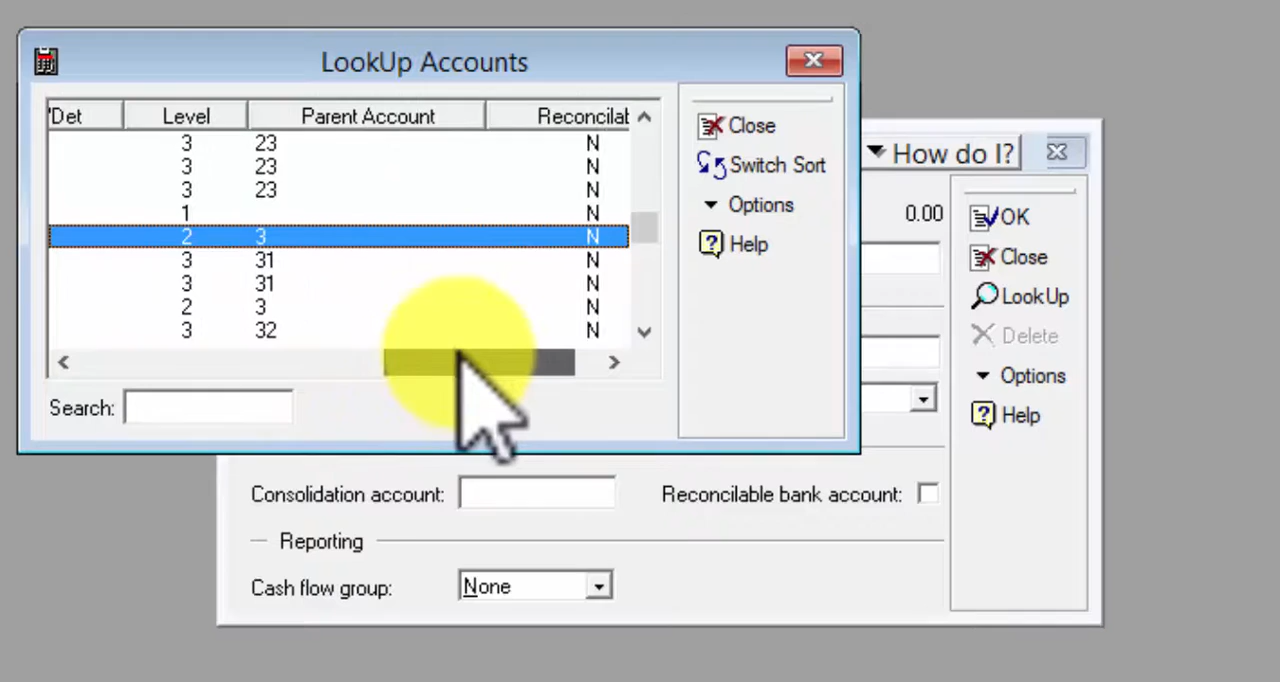 LookUp Accounts
'Det Level Parent Account Reconcilat
3 23 N
3 23 N
3 23 N
1 N
2 3 N
3 31 N
3 31 N
2 3 N
3 32 N
Search:
Close
Switch Sort
Options
Help
How do I?
0.00
OK
Close
LookUp
Delete
Options
Help
Consolidation account: Reconcilable bank account:
Reporting
Cash flow group: None